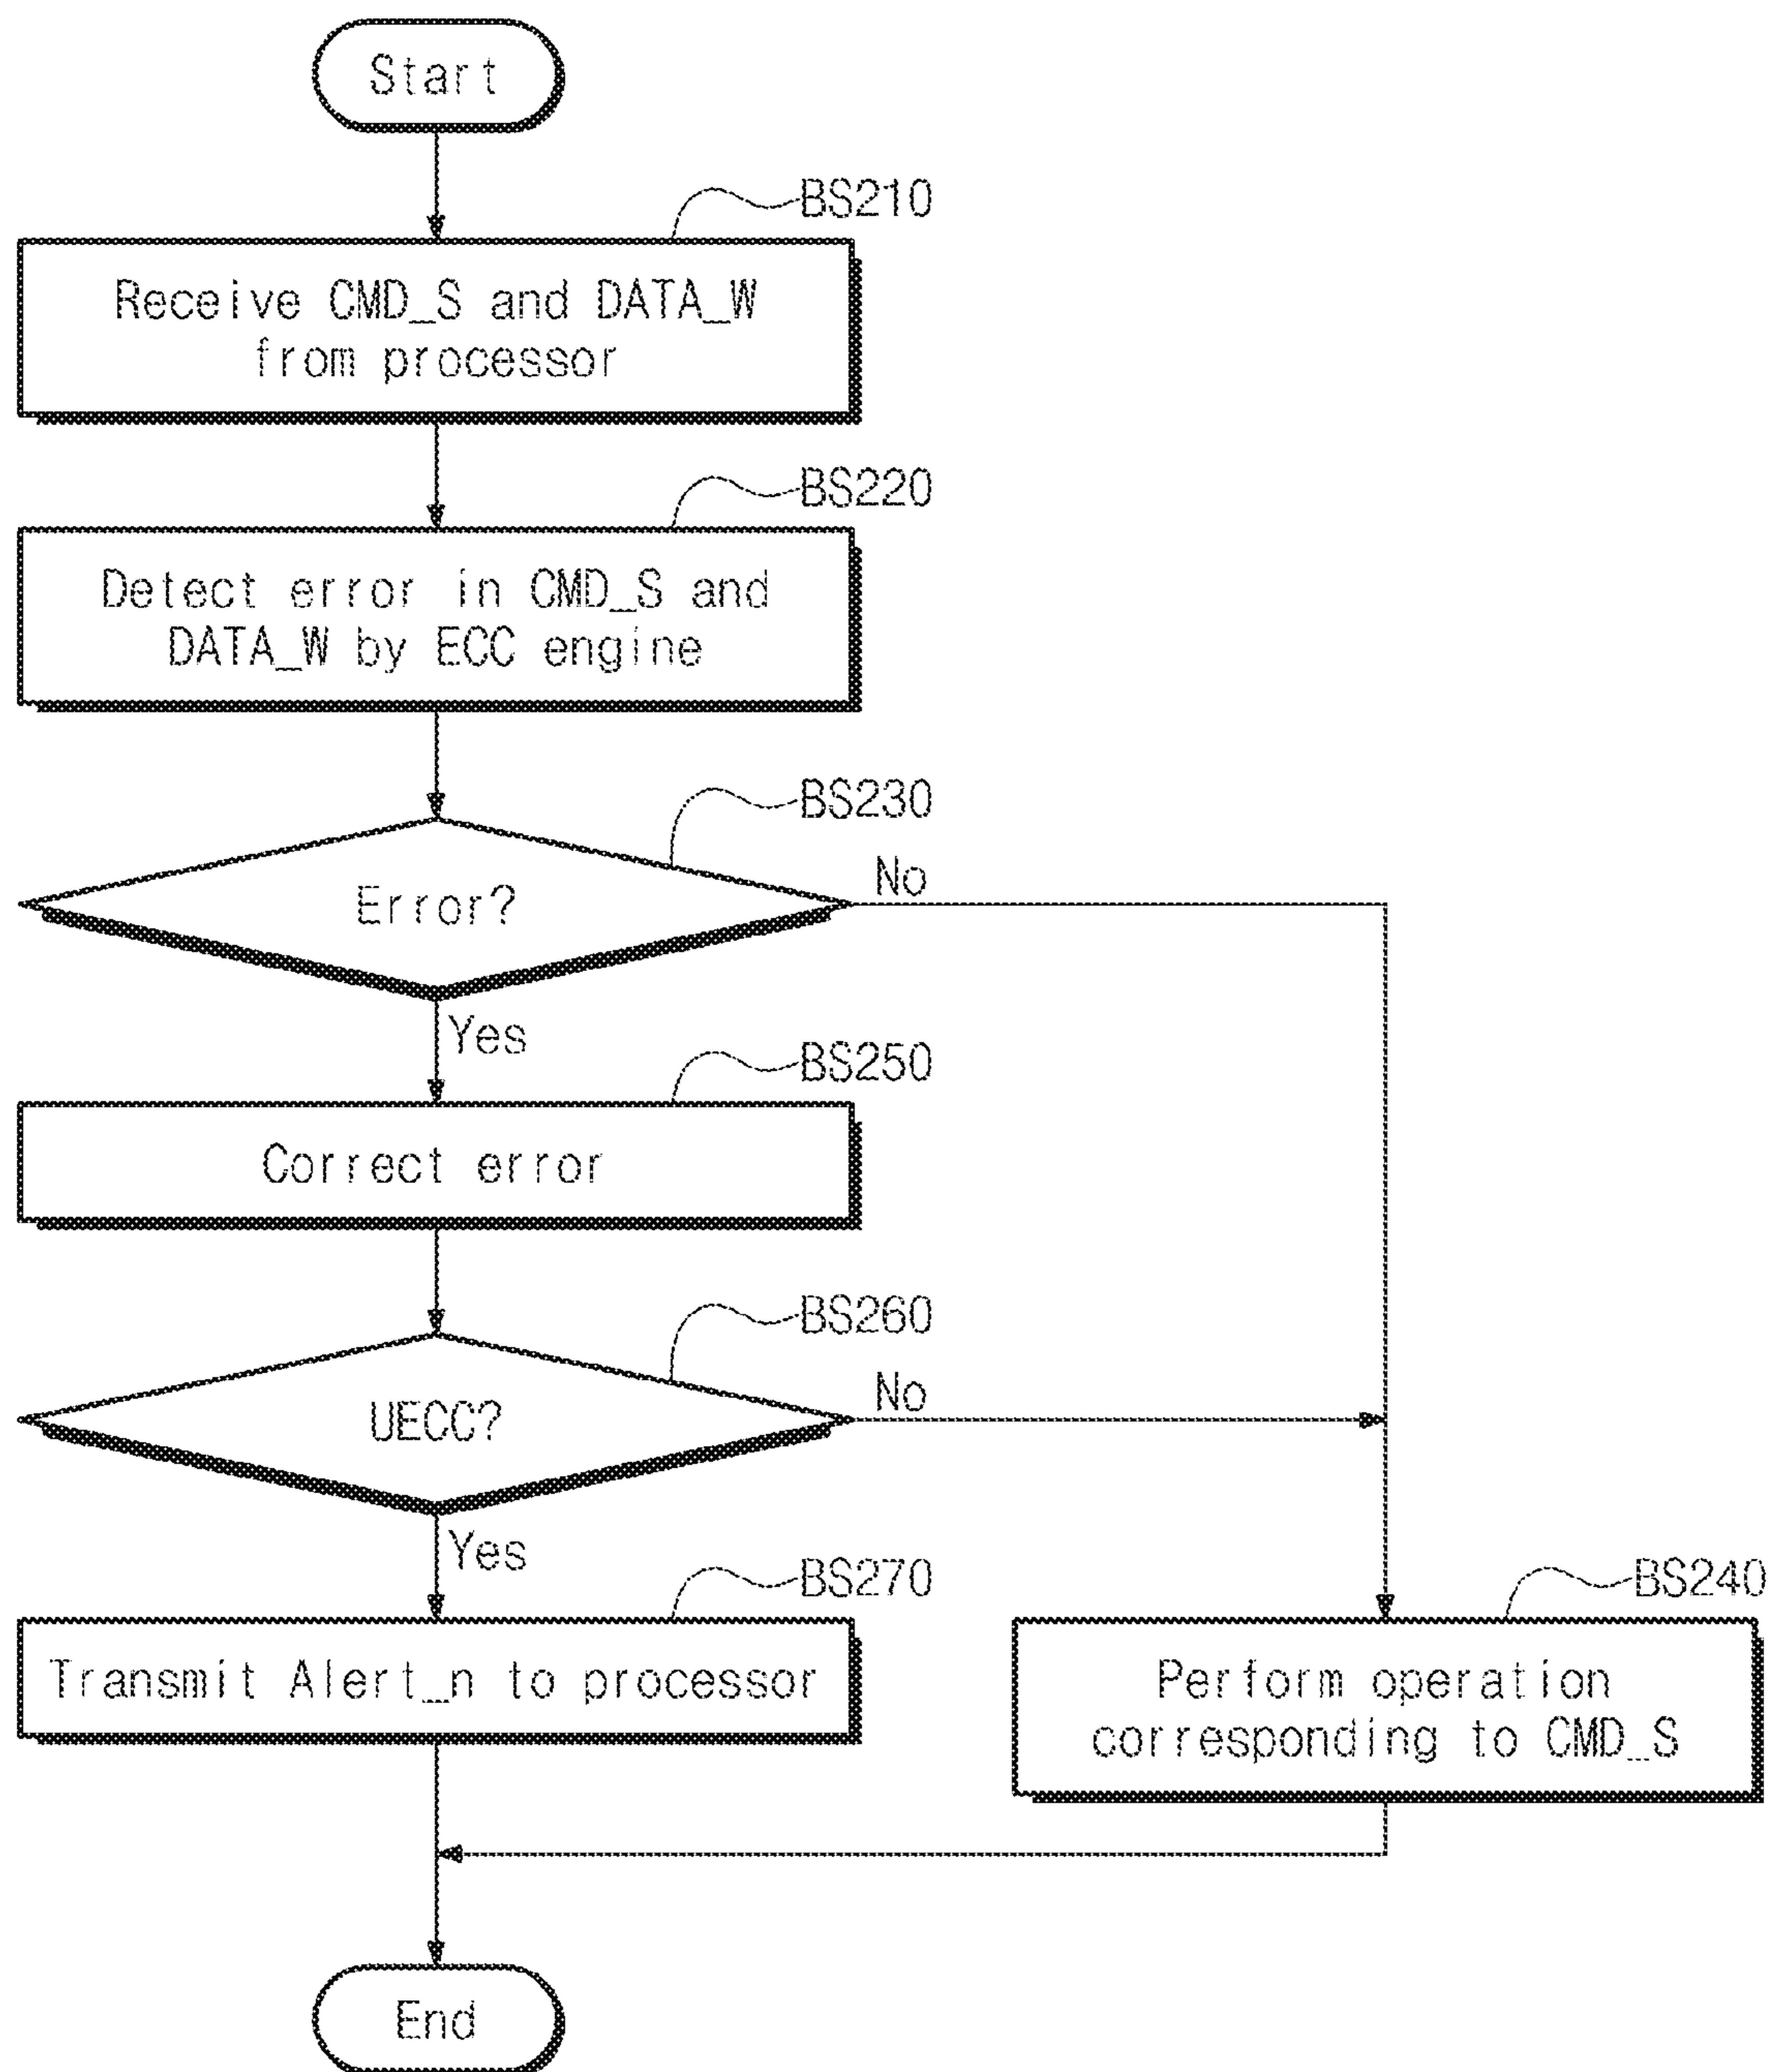 Start
BS210
Receive CMD_S and DATA_W
from processor
BS220
Detect error in CMD_S and
DATA_W by ECC engine
BS230
Error?
No
Yes
BS250
Correct error
BS260
UECC?
No
Yes
BS270
Transmit Alert_n to processor
BS240
Perform operation
corresponding to CMD_S
End